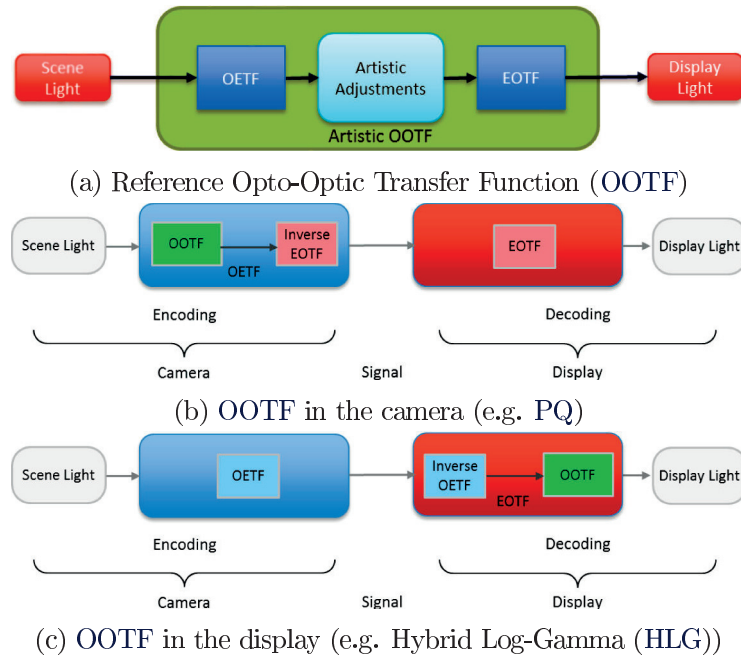 Scene
Light
OETF
Artistic
Adjustments
EOTF
Display
Light
Artistic OOTF
(a) Reference Opto-Optic Transfer Function (OOTF)
Scene Light
OOTF
Inverse
EOTF
OETF
EOTF
Display Light
Encoding
Decoding
Camera
Signal
Display
(b) OOTF in the camera (e.g. PQ)
Scene Light
OETF
Inverse
OETF
EOTF
OOTF
Display Light
Encoding
Decoding
Camera
Signal
Display
(c) OOTF in the display (e.g. Hybrid Log-Gamma (HLG))